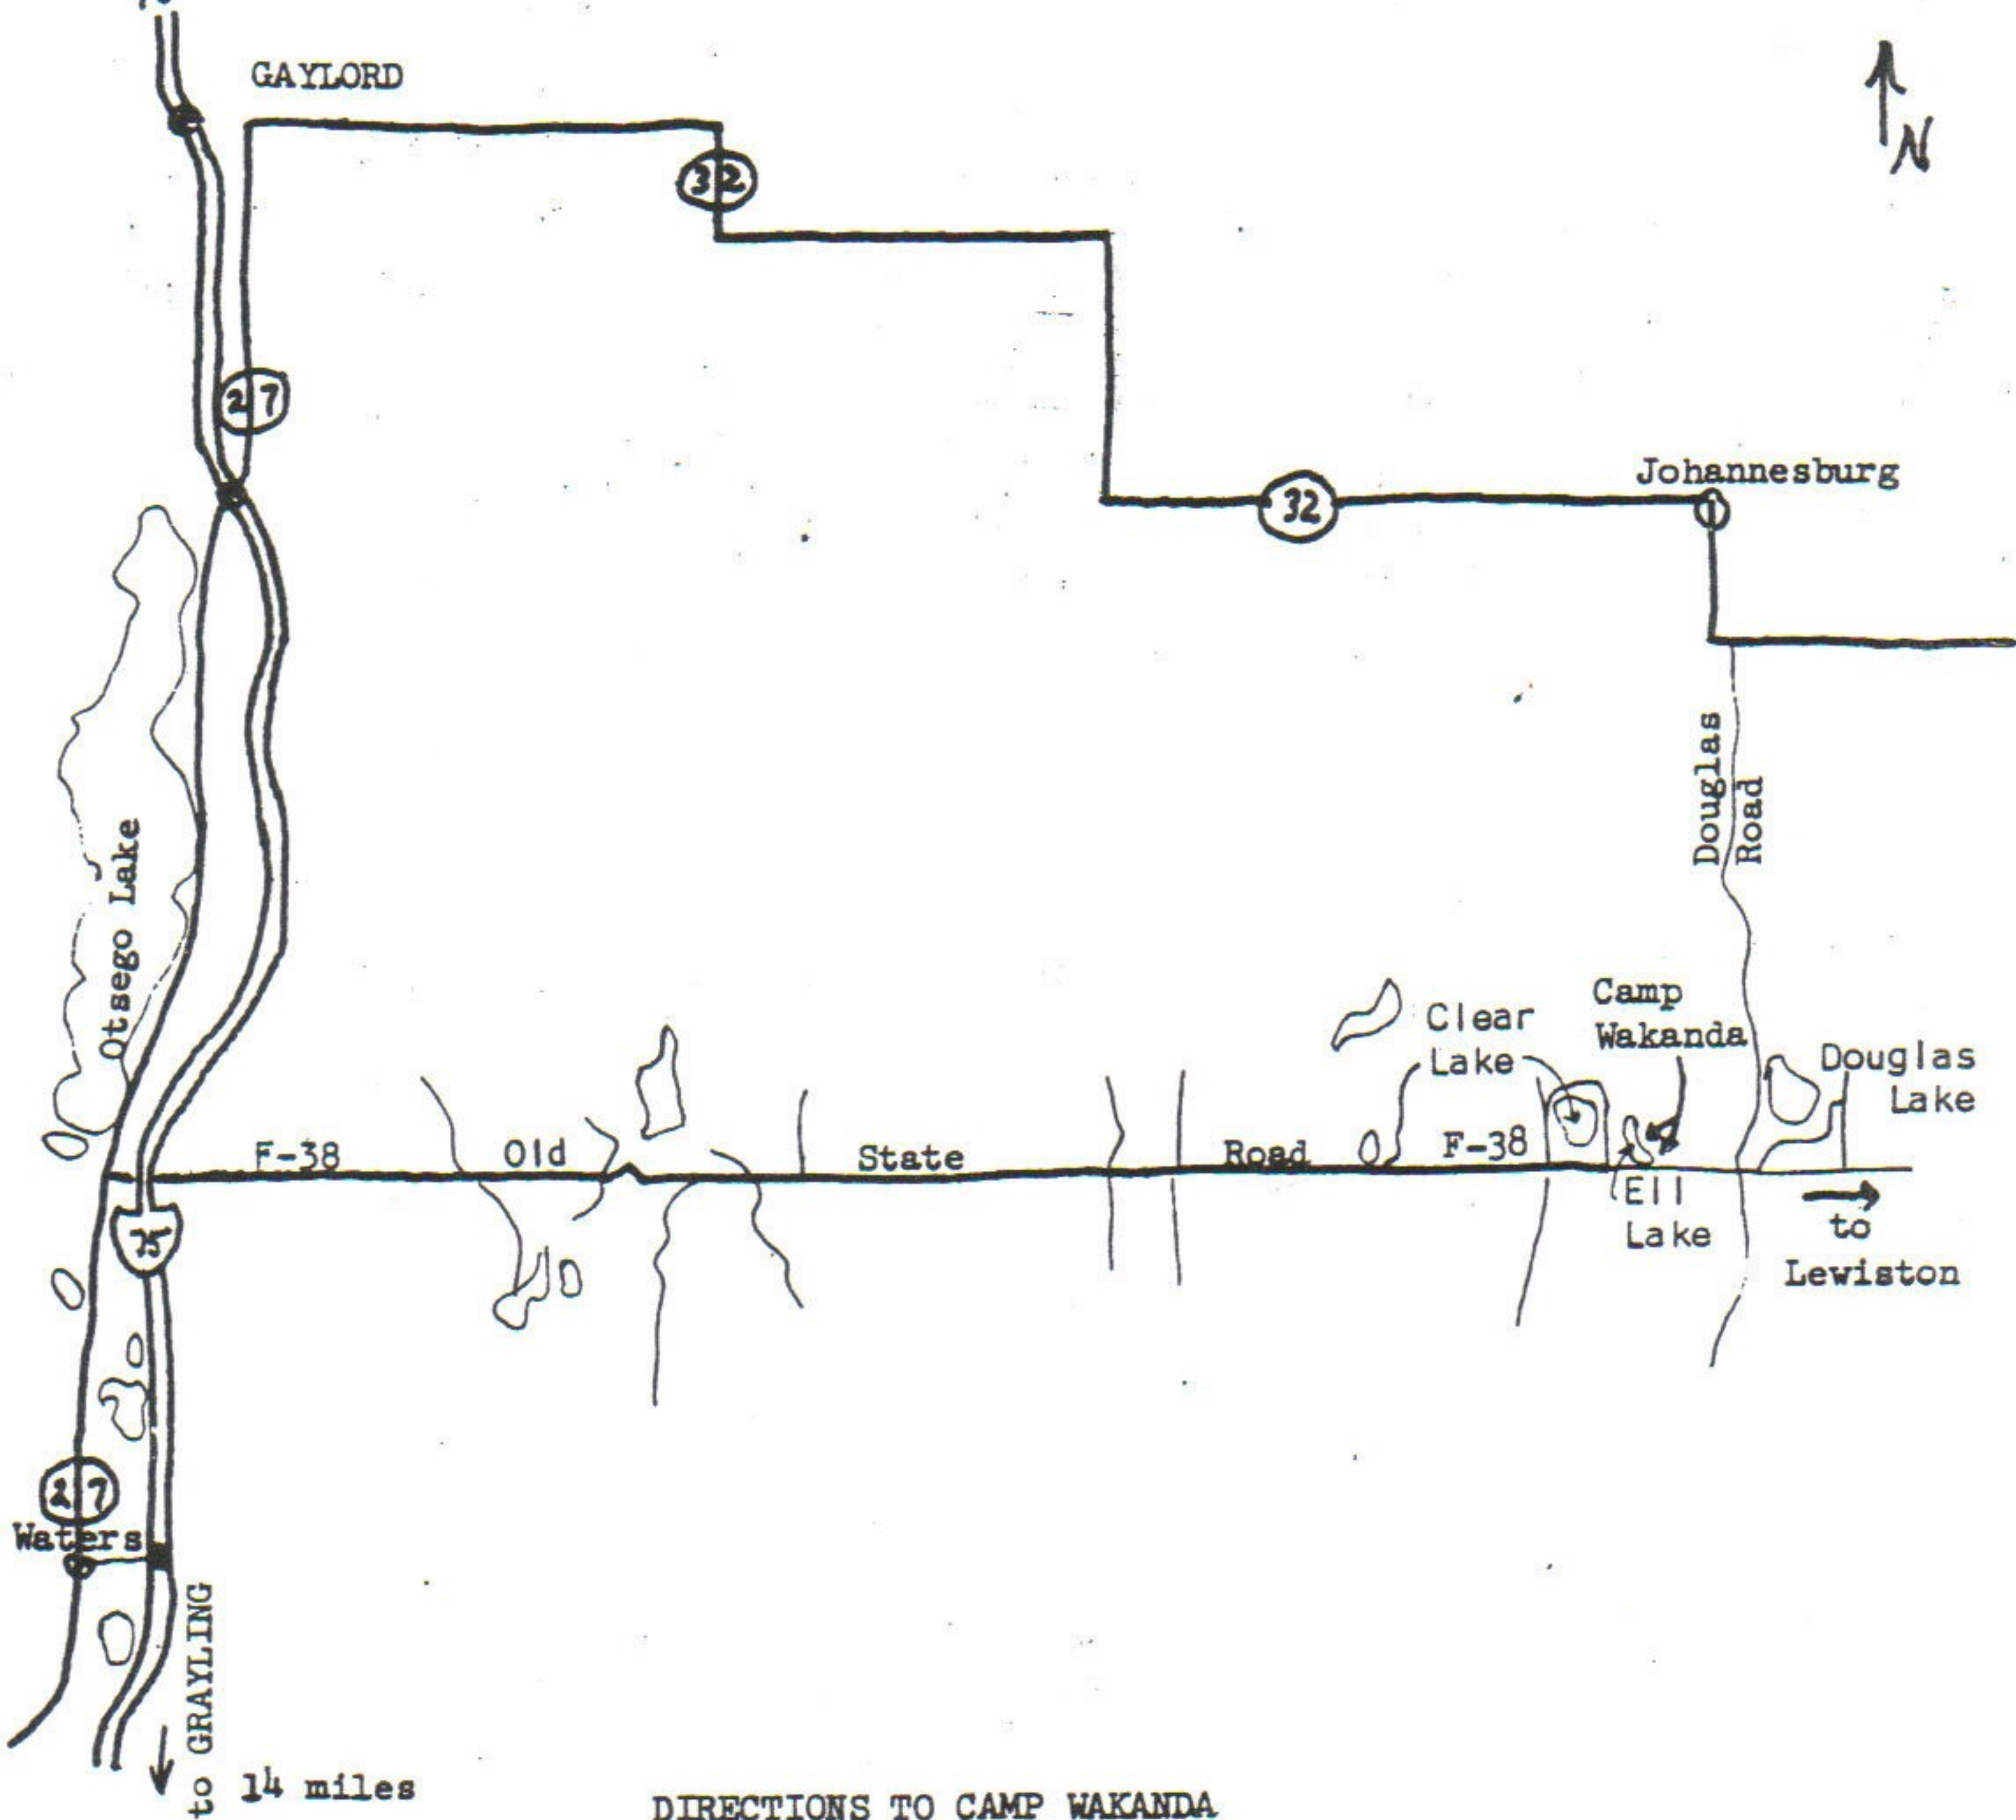 GAYLORD
N
32
27
32
Johannesburg
Douglas
Road
Otsego Lake
Camp
Wakanda
Clear
Lake
Douglas
Lake
F-38
Old
State
Road
F-38
Ell
Lake
to
Lewiston
75
27
Waters
to GRAYLING
14 miles
DIRECTIONS TO CAMP WAKANDA